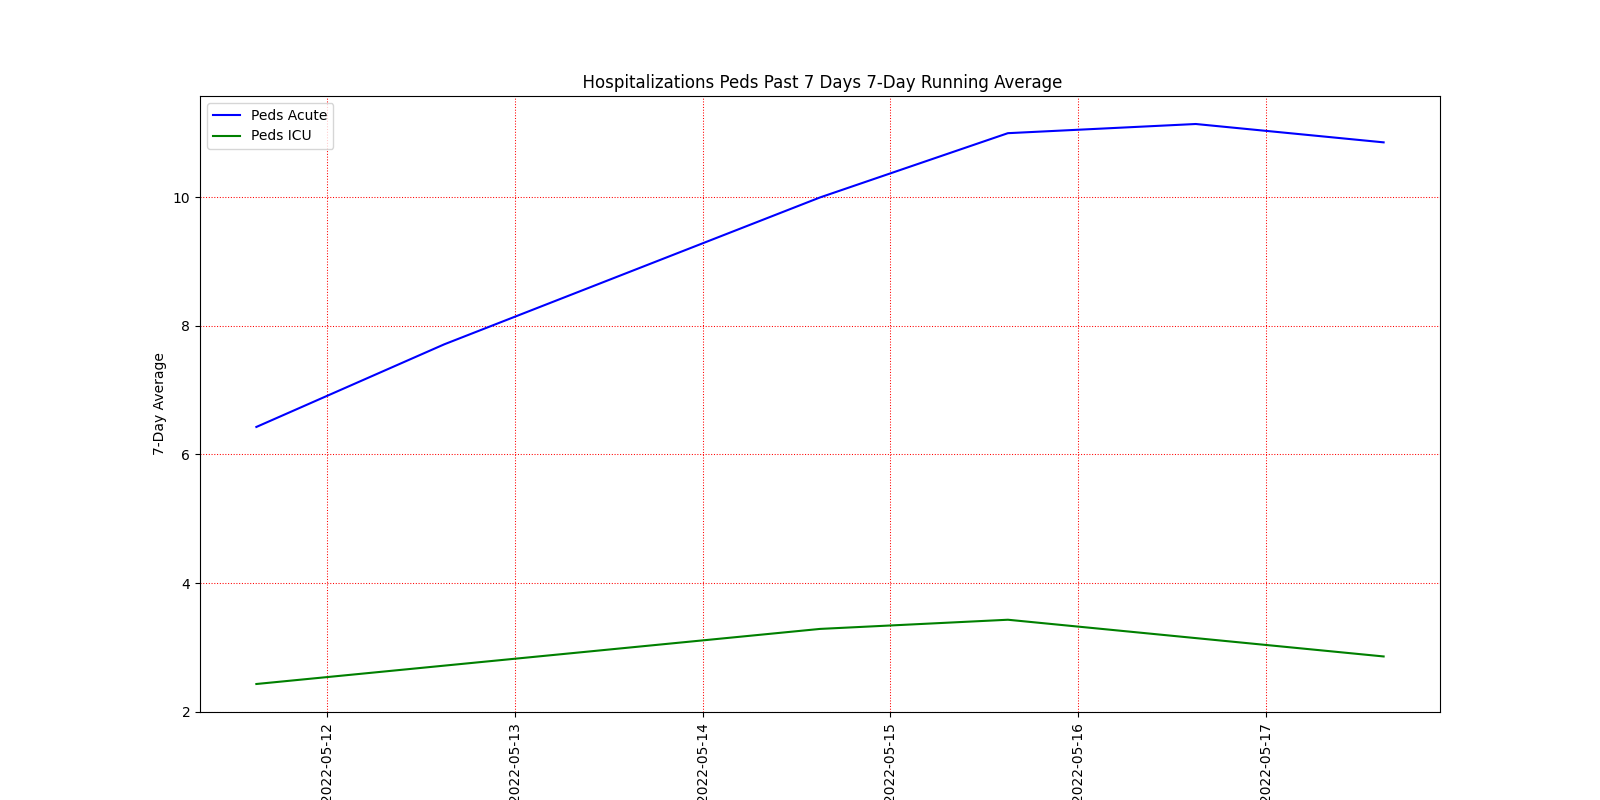 Hospitalizations Peds Past 7 Days 7-Day Running Average
Peds Acute
Peds ICU
7-Day Average
10
8
6
4
2
2022-05-12
2022-05-13
2022-05-14
2022-05-15
2022-05-16
2022-05-17